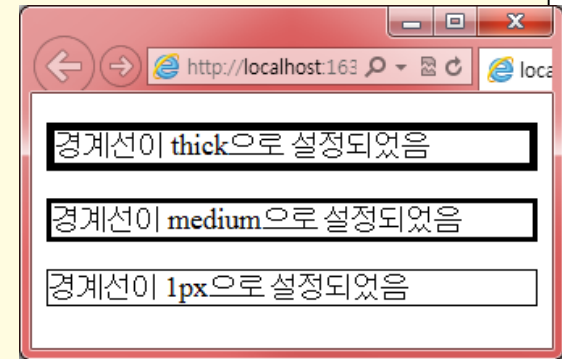 http://localhost:163
loca
경계선이 thick으로 설정되었음
경계선이 medium으로 설정되었음
경계선이 1px으로 설정되었음